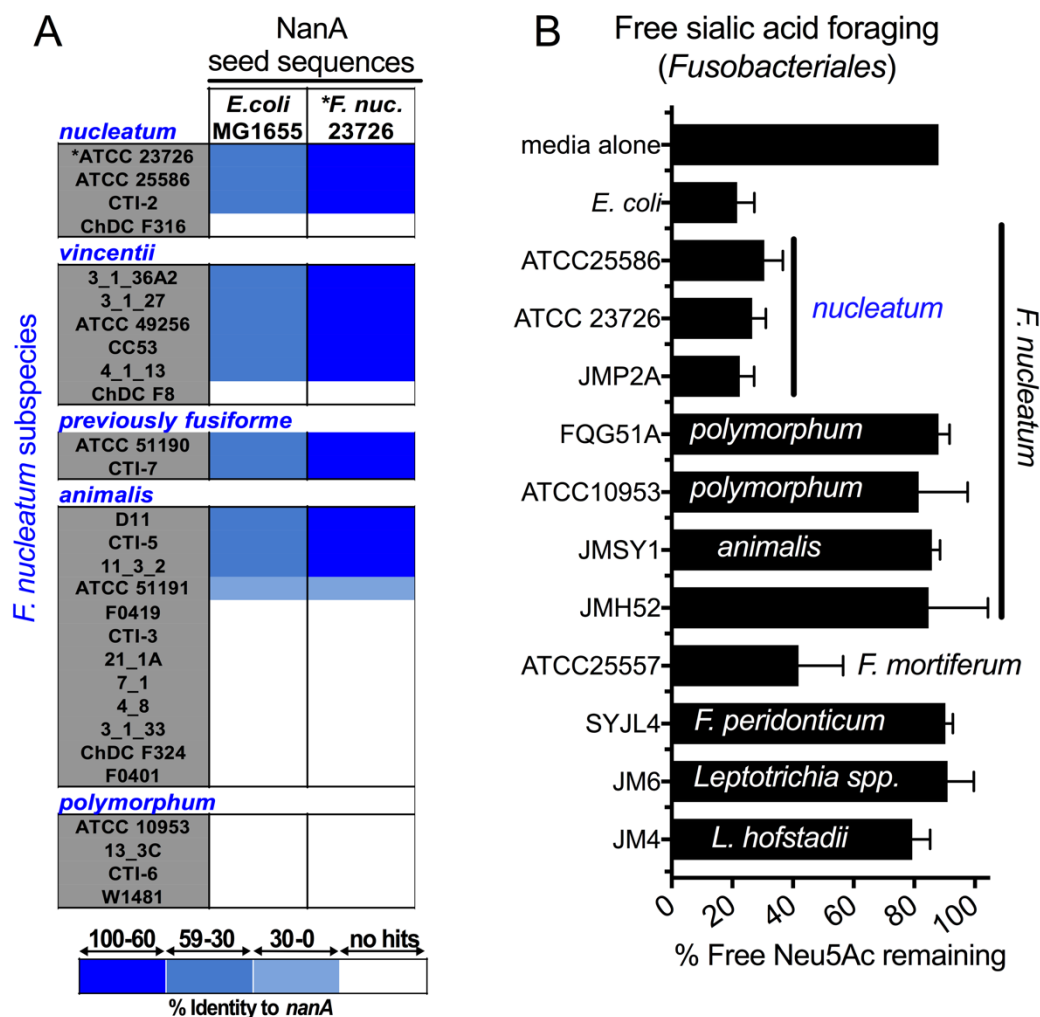 A
NanA
seed sequences
E.coli
MG1655
*F. nuc.
23726
F. nucleatum subspecies
nucleatum
*ATCC 23726
ATCC 25586
CTI-2
ChDC F316
vincentii
3_1_36A2
3_1_27
ATCC 49256
CC53
4_1_13
ChDC F8
previously fusiforme
ATCC 51190
CTI-7
animalis
D11
CTI-5
11_3_2
ATCC 51191
F0419
CTI-3
21_1A
7_1
4_8
3_1_33
ChDC F324
F0401
polymorphum
ATCC 10953
13_3C
CTI-6
W1481
100-60 59-30 30-0 no hits
% Identity to nanA
B
Free sialic acid foraging
(Fusobacteriales)
media alone
E. coli
ATCC25586
ATCC 23726
nucleatum
JMP2A
FQG51A polymorphum
ATCC10953 polymorphum
JMSY1 animalis
JMH52
F. nucleatum
ATCC25557 F. mortiferum
SYJL4 F. peridonticum
JM6 Leptotrichia spp.
JM4 L. hofstadii
0 20 40 60 80 100
% Free Neu5Ac remaining